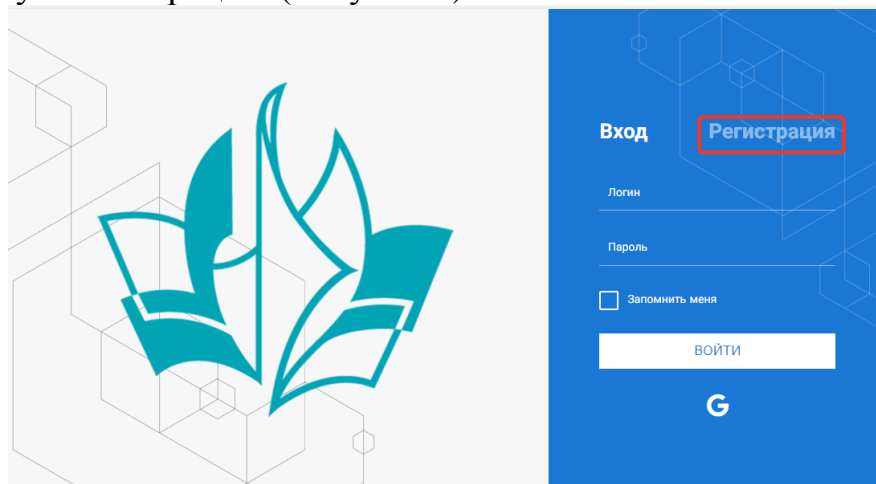 Вход Регистрация
Логин
Пароль
Запомнить меня
ВОЙТИ
G